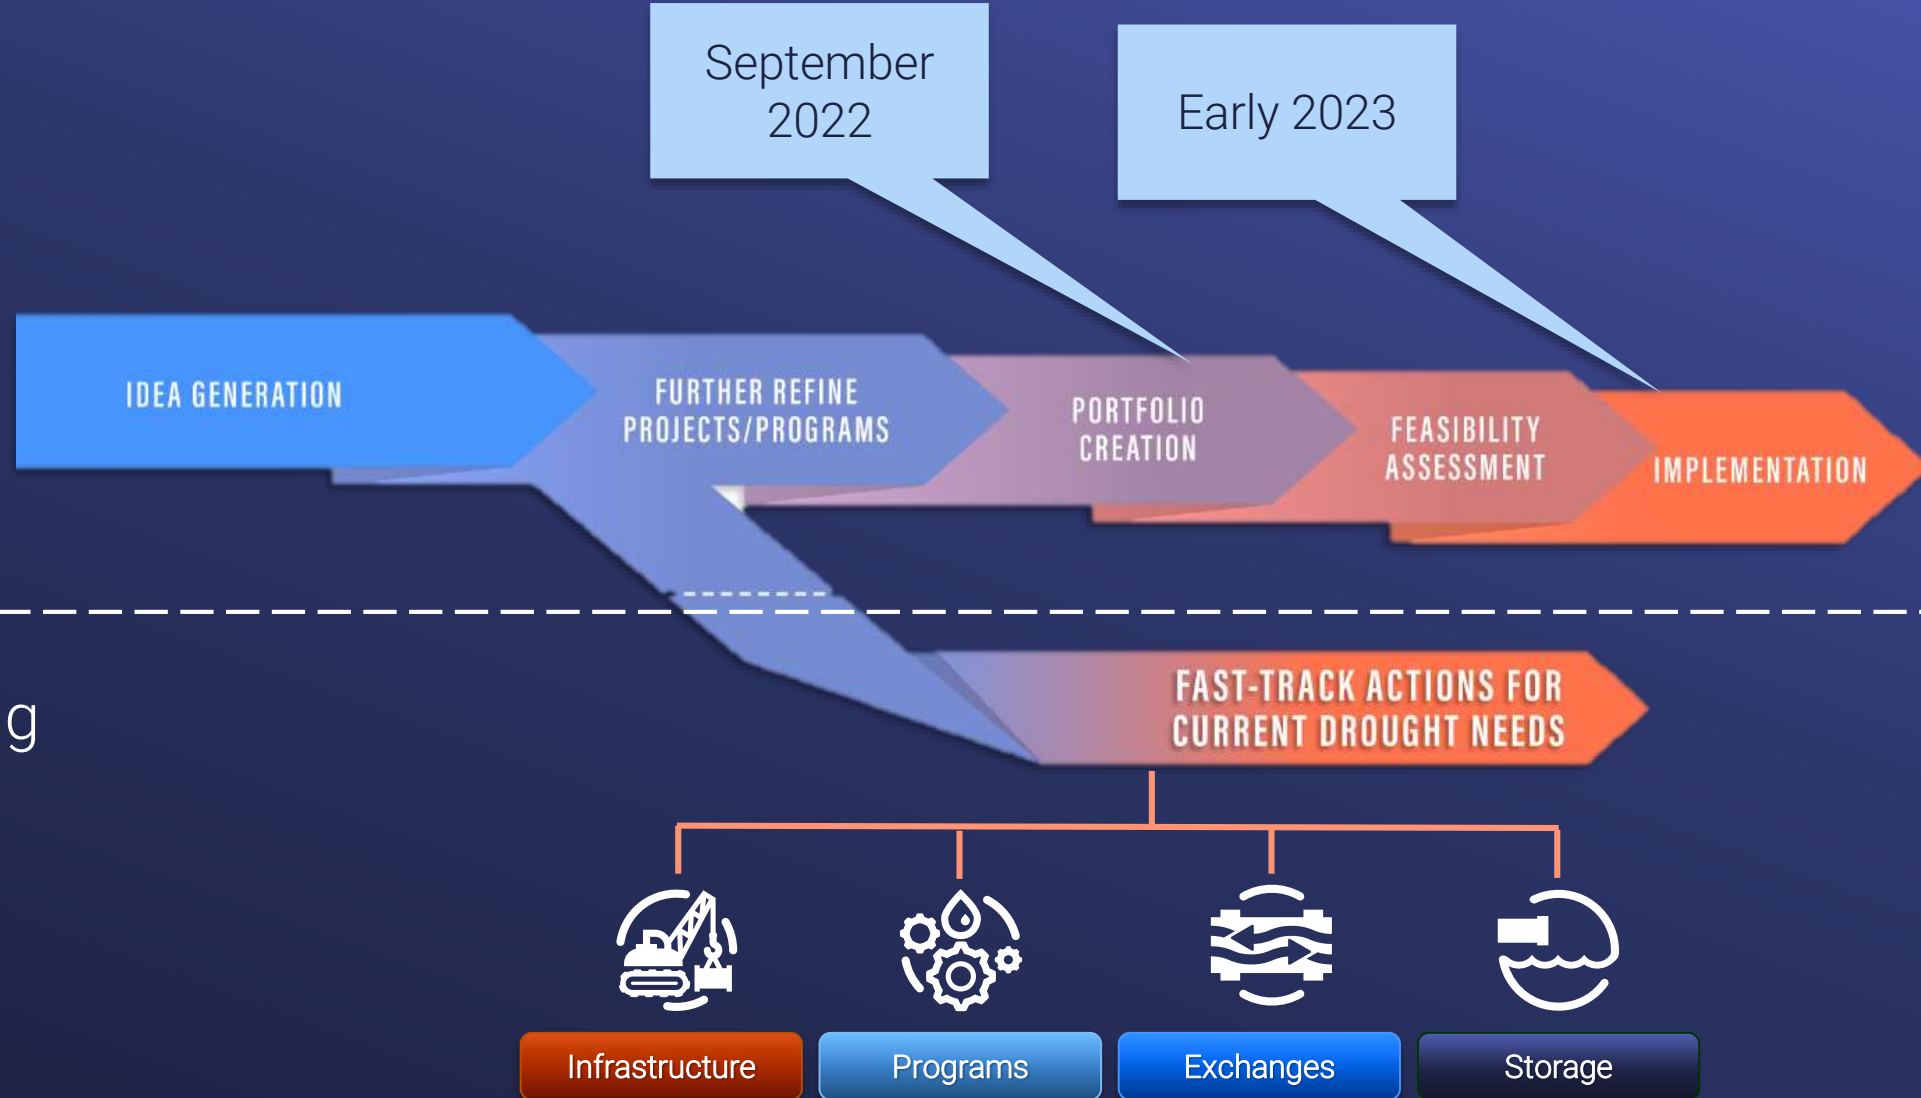 September
2022
Early 2023
IDEA GENERATION
FURTHER REFINE
PROJECTS/PROGRAMS
PORTFOLIO
CREATION
FEASIBILITY
ASSESSMENT
IMPLEMENTATION
g
FAST-TRACK ACTIONS FOR
CURRENT DROUGHT NEEDS
Infrastructure
Programs
Exchanges
Storage